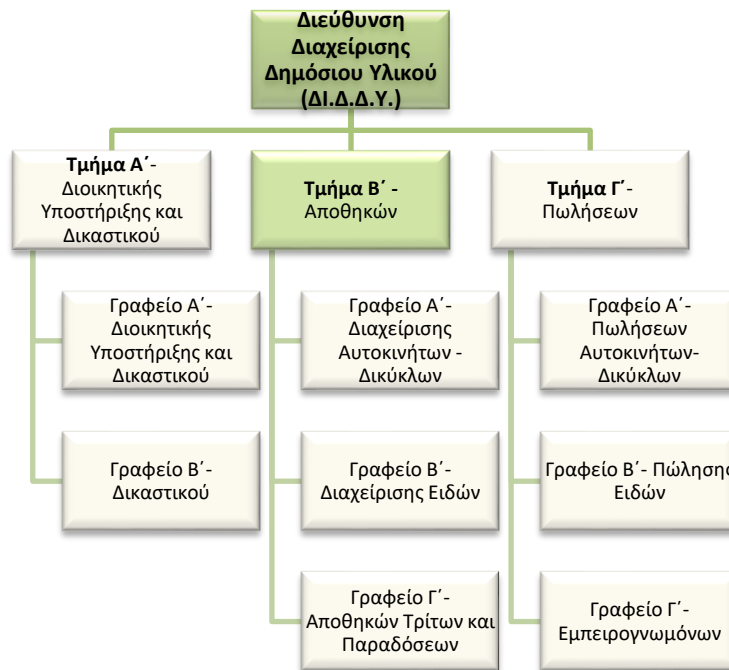 Διεύθυνση
Διαχείρισης
Δημόσιου Υλικού
(ΔΙ.Δ.Δ.Υ.)
Τμήμα Α΄-
Διοικητικής
Υποστήριξης και
Δικαστικού
Τμήμα Β΄ -
Αποθηκών
Τμήμα Γ΄-
Πωλήσεων
Γραφείο Α΄-
Διοικητικής
Υποστήριξης και
Δικαστικού
Γραφείο Β΄-
Δικαστικού
Γραφείο Α΄-
Διαχείρισης
Αυτοκινήτων -
Δικύκλων
Γραφείο Β΄-
Διαχείρισης Ειδών
Γραφείο Γ΄-
Αποθηκών Τρίτων και
Παραδόσεων
Γραφείο Α΄-
Πωλήσεων
Αυτοκινήτων-
Δικύκλων
Γραφείο Β΄- Πώλησης
Ειδών
Γραφείο Γ΄-
Εμπειρογνωμόνων